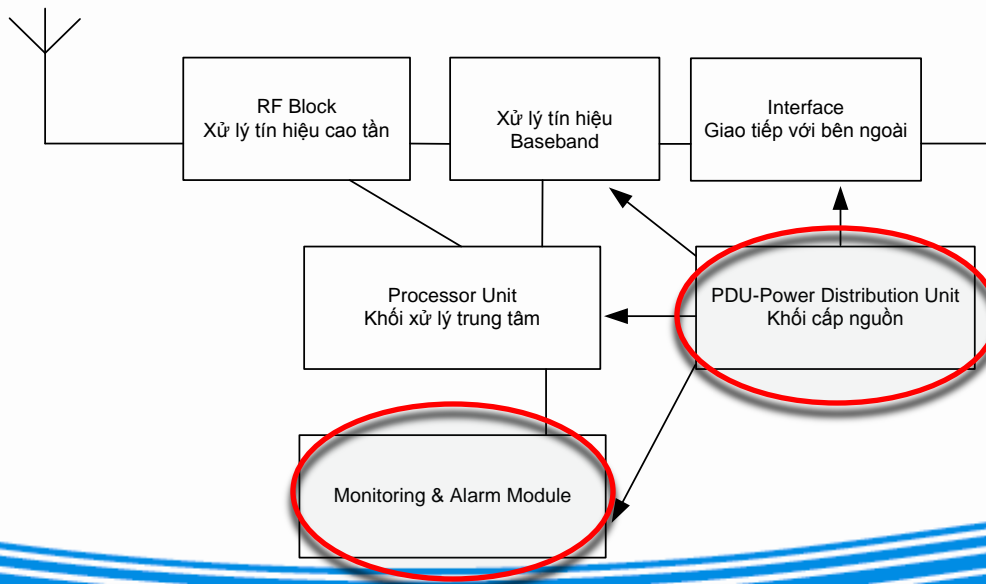 RF Block
Xử lý tín hiệu cao tần
Xử lý tín hiệu
Baseband
Interface
Giao tiếp với bên ngoài
Processor Unit
Khối xử lý trung tâm
PDU-Power Distribution Unit
Khối cấp nguồn
Monitoring & Alarm Module